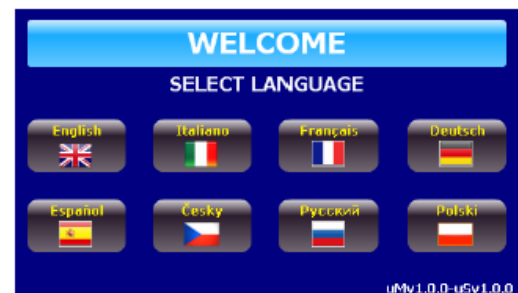 WELCOME
SELECT LANGUAGE
English Italiano Français Deutsch
Español Česky Русский Polski
uMv1.0.0-uSv1.0.0